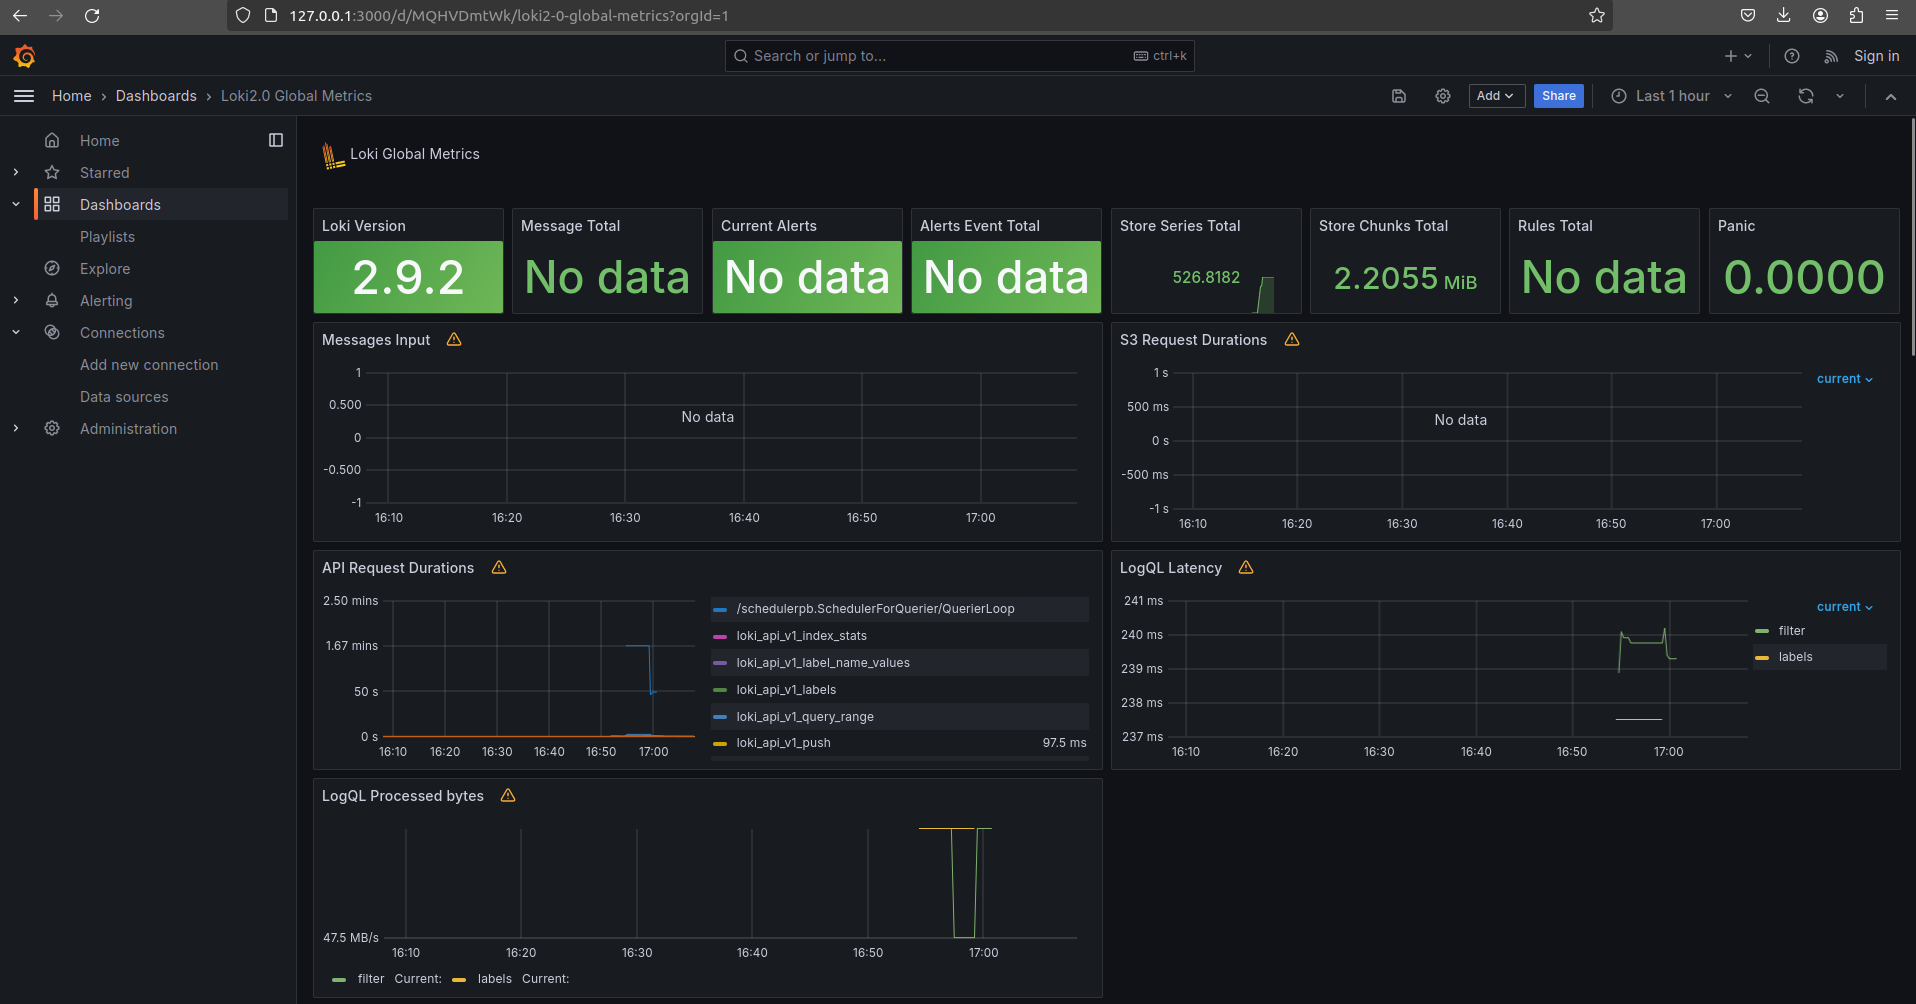 127.0.0.1:3000/d/MQHVDmtWk/loki2-0-global-metrics?orgId=1
Search or jump to... ctrl+k
Sign in
Home › Dashboards › Loki2.0 Global Metrics
Add
Share
Last 1 hour
Home
Starred
Dashboards
Playlists
Explore
Alerting
Connections
Add new connection
Data sources
Administration
Loki Global Metrics
Loki Version
2.9.2
Message Total
No data
Current Alerts
No data
Alerts Event Total
No data
Store Series Total
526.8182
Store Chunks Total
2.2055 MiB
Rules Total
No data
Panic
0.0000
Messages Input
1
0.500
0
-0.500
-1
No data
16:10 16:20 16:30 16:40 16:50 17:00
S3 Request Durations
1 s
500 ms
0 s
-500 ms
-1 s
No data
16:10 16:20 16:30 16:40 16:50 17:00
current
API Request Durations
2.50 mins
1.67 mins
50 s
0 s
16:10 16:20 16:30 16:40 16:50 17:00
/schedulerpb.SchedulerForQuerier/QuerierLoop
loki_api_v1_index_stats
loki_api_v1_label_name_values
loki_api_v1_labels
loki_api_v1_query_range
loki_api_v1_push 97.5 ms
LogQL Latency
241 ms
240 ms
239 ms
238 ms
237 ms
16:10 16:20 16:30 16:40 16:50 17:00
current
filter
labels
LogQL Processed bytes
47.5 MB/s
16:10 16:20 16:30 16:40 16:50 17:00
filter Current: labels Current: